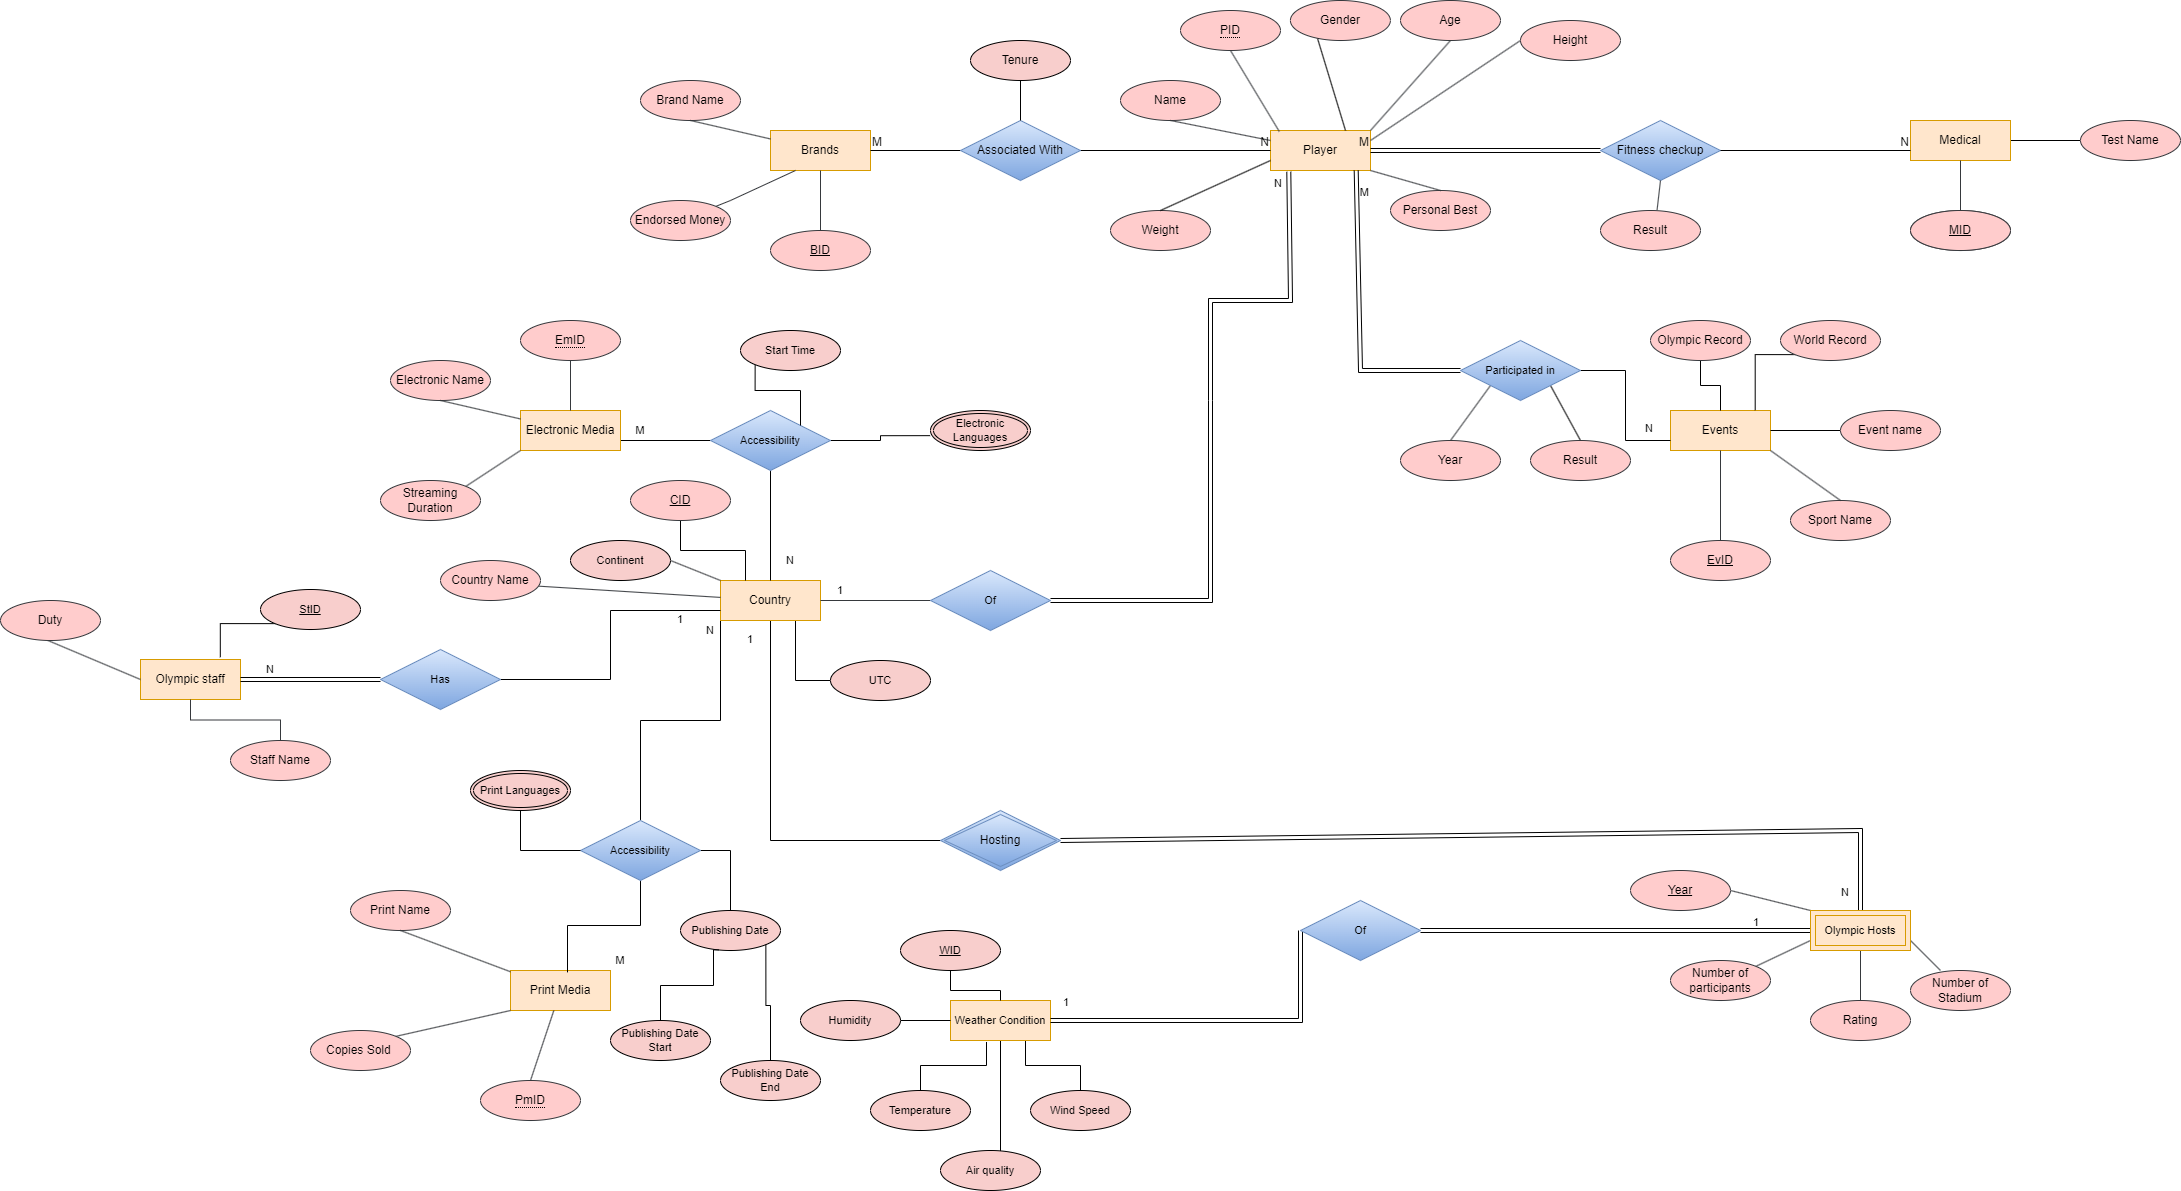 PID
Gender
Age
Height
Tenure
Brand Name
Name
Brands
M
Associated With
N
Player
M
Fitness checkup
N
Medical
Test Name
N
M
Endorsed Money
BID
Weight
Personal Best
Result
MID
EmID
Start Time
Olympic Record
World Record
Electronic Name
Participated in
Electronic Media
M
Accessibility
Electronic
Languages
Year
Result
N
Events
Event name
Streaming
Duration
CID
Sport Name
Continent
N
EvID
Country Name
Country
1
Of
Duty
StID
1
N
1
Olympic staff
N
Has
UTC
Staff Name
Print Languages
Accessibility
Hosting
Year
N
Print Name
Publishing Date
WID
Of
1
Olympic Hosts
M
Print Media
Number of
participants
Number of
Stadium
1
Humidity
Weather Condition
Rating
Copies Sold
Publishing Date
Start
Publishing Date
End
PmID
Temperature
Wind Speed
Air quality